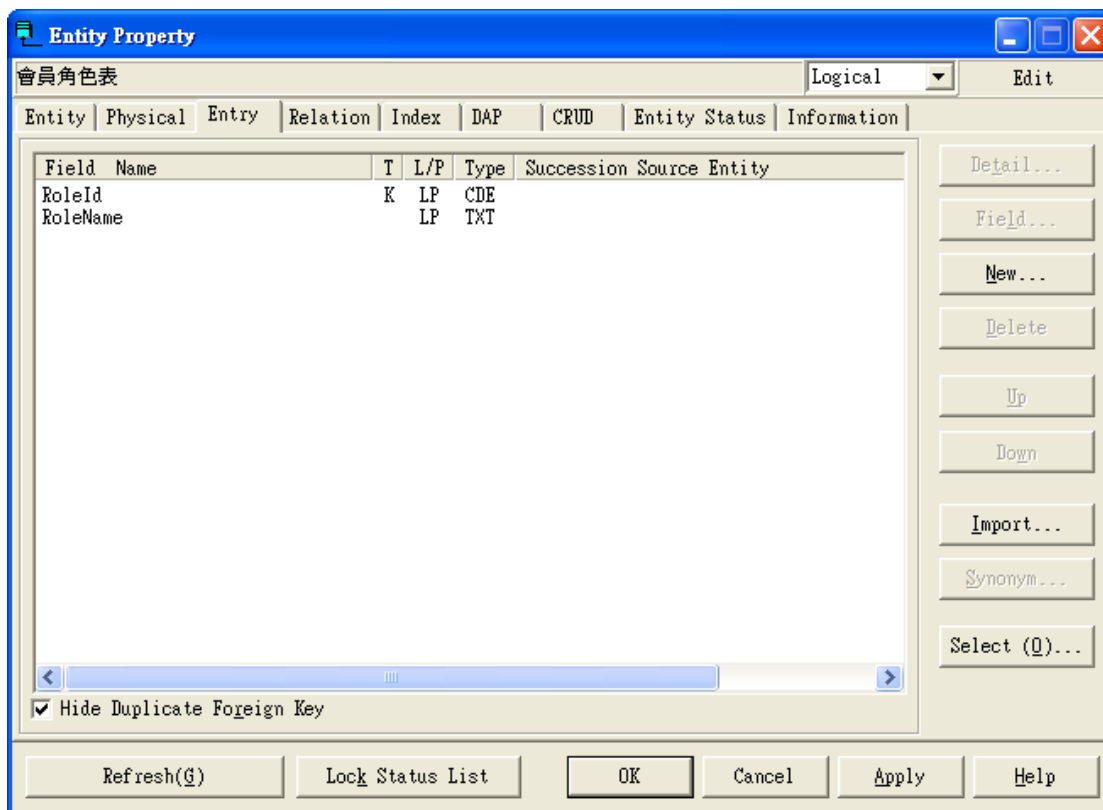 Entity Property
會員角色表 Logical Edit
Entity Physical Entry Relation Index DAP CRUD Entity Status Information
Field Name T L/P Type Succession Source Entity
RoleId K LP CDE
RoleName LP TXT
Detail...
Field...
New...
Delete
Up
Down
Import...
Synonym...
Select (O)...
Hide Duplicate Foreign Key
Refresh(G) Lock Status List OK Cancel Apply Help